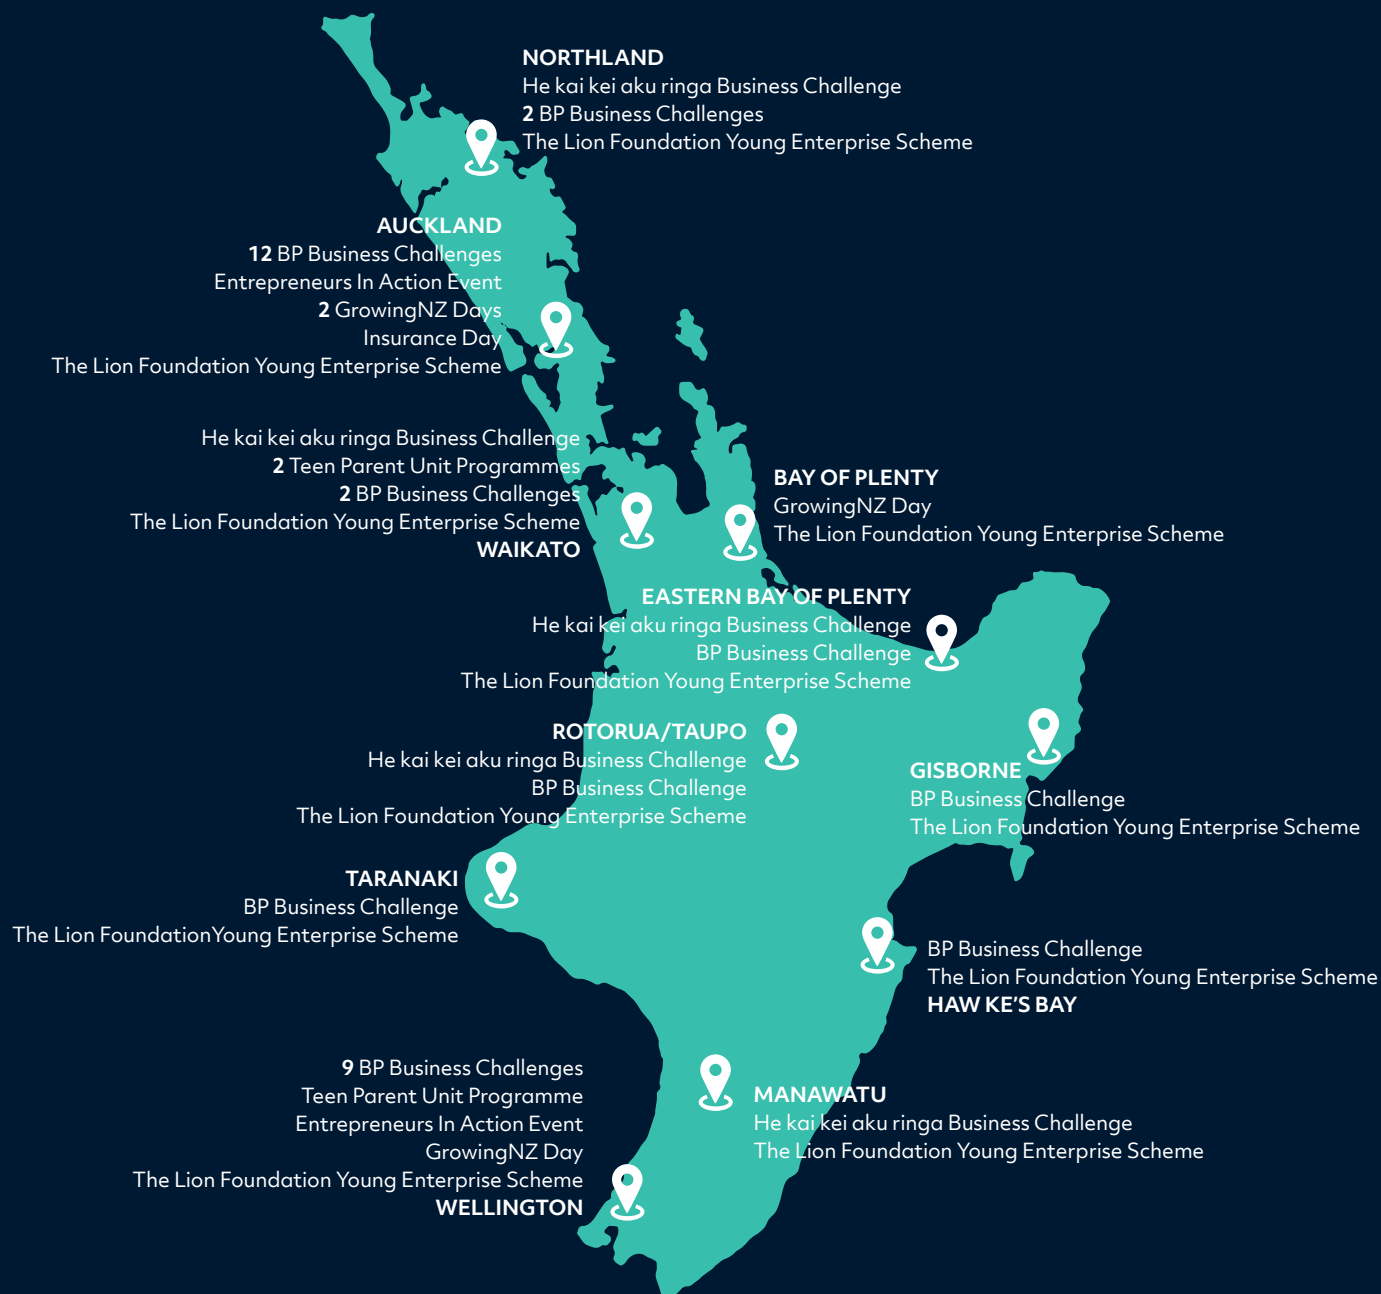 NORTHLAND
He kai kei aku ringa Business Challenge
2 BP Business Challenges
The Lion Foundation Young Enterprise Scheme
AUCKLAND
12 BP Business Challenges
Entrepreneurs In Action Event
2 GrowingNZ Days
Insurance Day
The Lion Foundation Young Enterprise Scheme
He kai kei aku ringa Business Challenge
2 Teen Parent Unit Programmes
2 BP Business Challenges
The Lion Foundation Young Enterprise Scheme
WAIKATO
BAY OF PLENTY
GrowingNZ Day
The Lion Foundation Young Enterprise Scheme
EASTERN BAY OF PLENTY
He kai kei aku ringa Business Challenge
BP Business Challenge
The Lion Foundation Young Enterprise Scheme
ROTORUA/TAUPO
He kai kei aku ringa Business Challenge
BP Business Challenge
The Lion Foundation Young Enterprise Scheme
GISBORNE
BP Business Challenge
The Lion Foundation Young Enterprise Scheme
TARANAKI
BP Business Challenge
The Lion FoundationYoung Enterprise Scheme
BP Business Challenge
The Lion Foundation Young Enterprise Scheme
HAW KE'S BAY
9 BP Business Challenges
Teen Parent Unit Programme
Entrepreneurs In Action Event
GrowingNZ Day
The Lion Foundation Young Enterprise Scheme
WELLINGTON
MANAWATU
He kai kei aku ringa Business Challenge
The Lion Foundation Young Enterprise Scheme